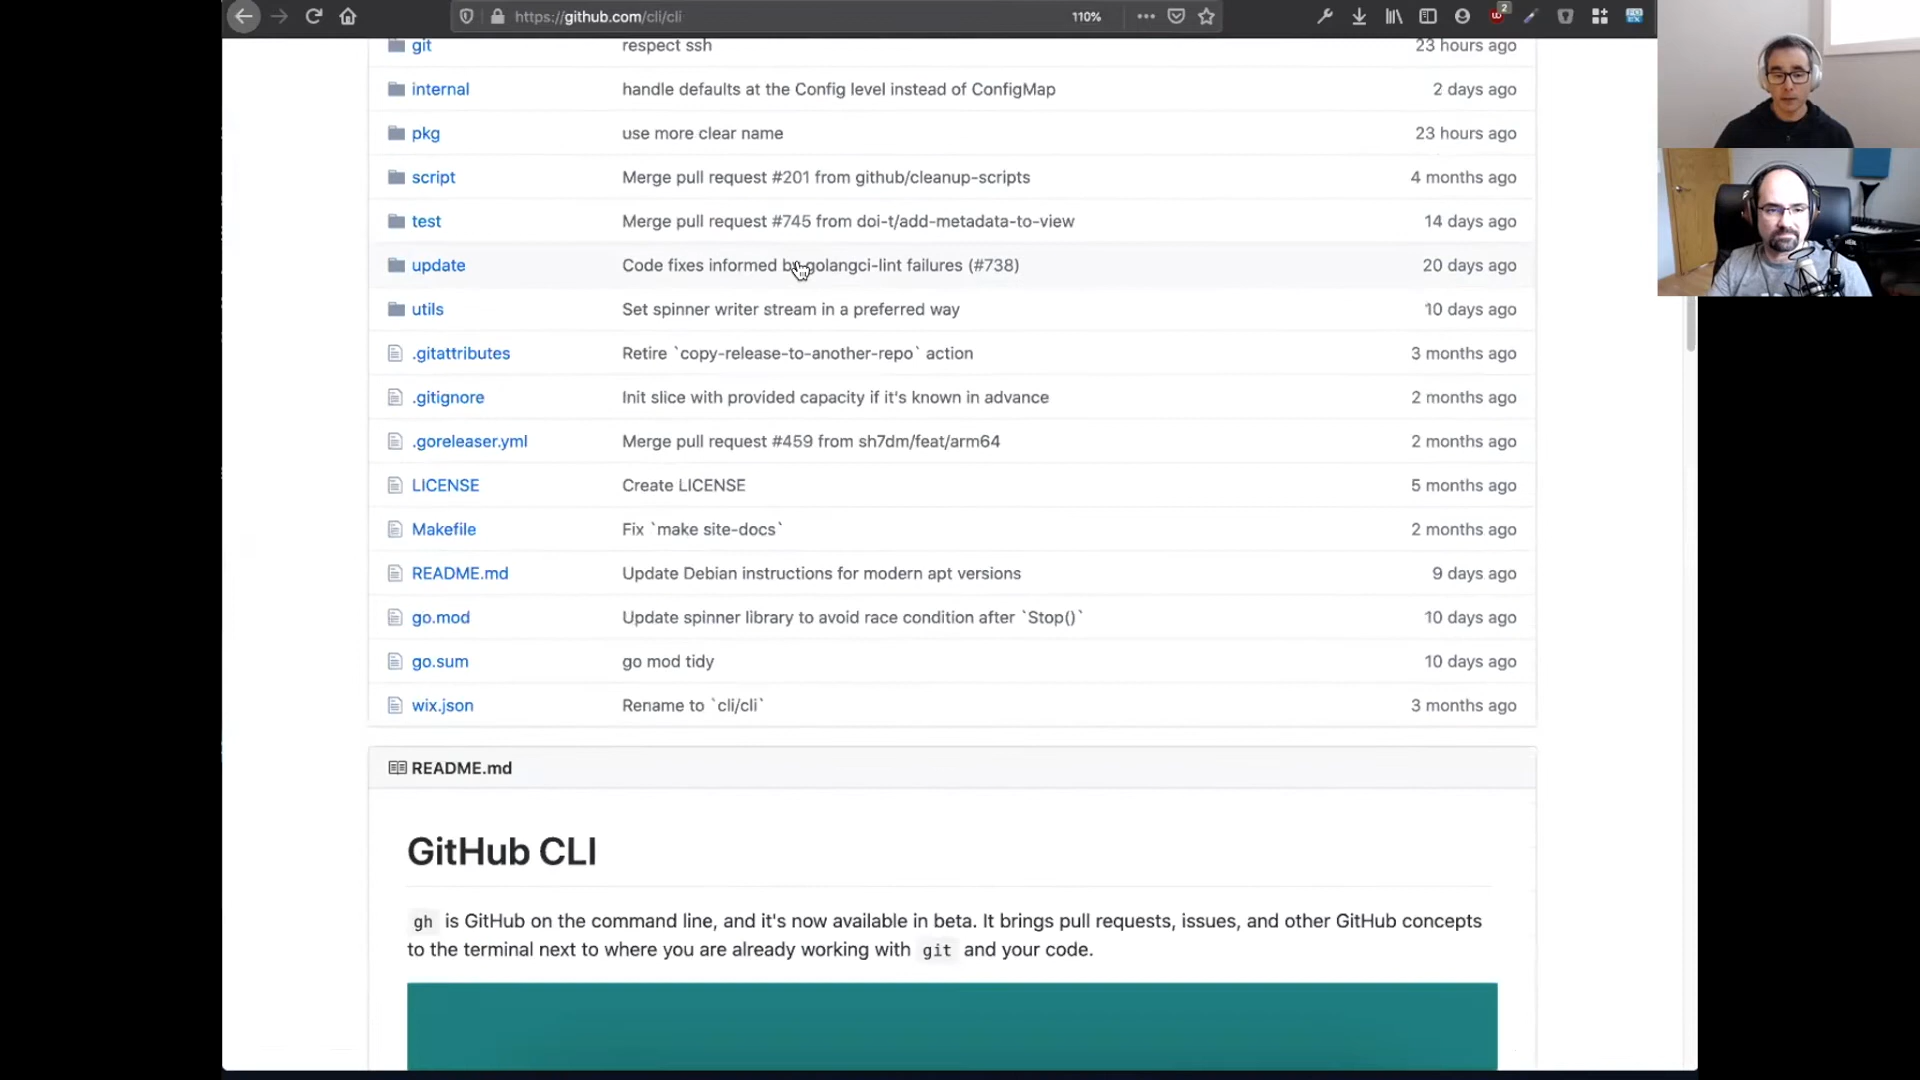 https://github.com/cli/cli 110% 2
git respect ssh 23 hours ago
internal handle defaults at the Config level instead of ConfigMap 2 days ago
pkg use more clear name 23 hours ago
script Merge pull request #201 from github/cleanup-scripts 4 months ago
test Merge pull request #745 from doi-t/add-metadata-to-view 14 days ago
update Code fixes informed by golangci-lint failures (#738) 20 days ago
utils Set spinner writer stream in a preferred way 10 days ago
.gitattributes Retire `copy-release-to-another-repo` action 3 months ago
.gitignore Init slice with provided capacity if it's known in advance 2 months ago
.goreleaser.yml Merge pull request #459 from sh7dm/feat/arm64 2 months ago
LICENSE Create LICENSE 5 months ago
Makefile Fix `make site-docs` 2 months ago
README.md Update Debian instructions for modern apt versions 9 days ago
go.mod Update spinner library to avoid race condition after `Stop()` 10 days ago
go.sum go mod tidy 10 days ago
wix.json Rename to `cli/cli` 3 months ago
README.md
GitHub CLI
gh is GitHub on the command line, and it's now available in beta. It brings pull requests, issues, and other GitHub concepts
to the terminal next to where you are already working with git and your code.